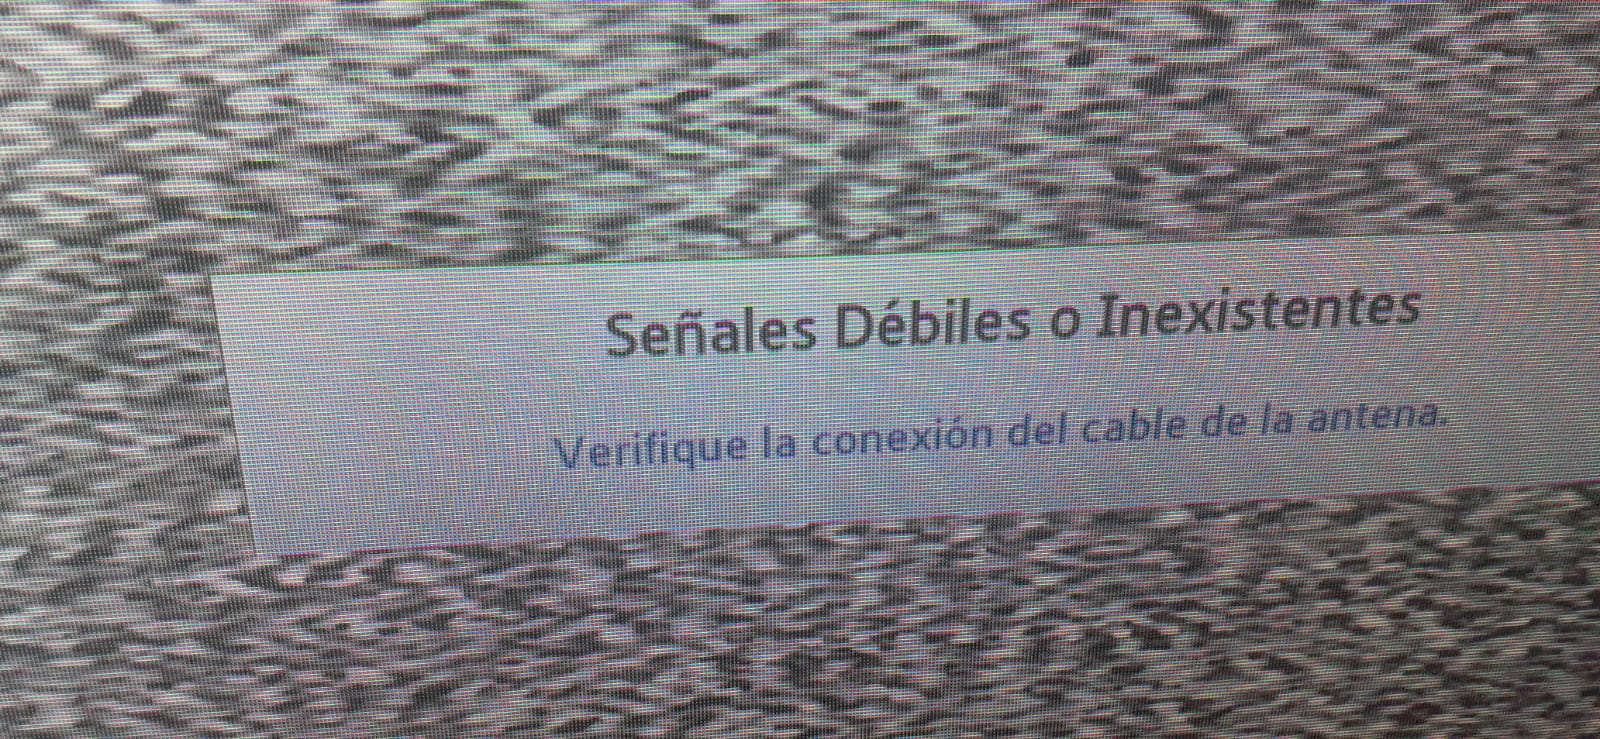 Señales Débiles o Inexistentes
Verifique la conexión del cable de la antena.